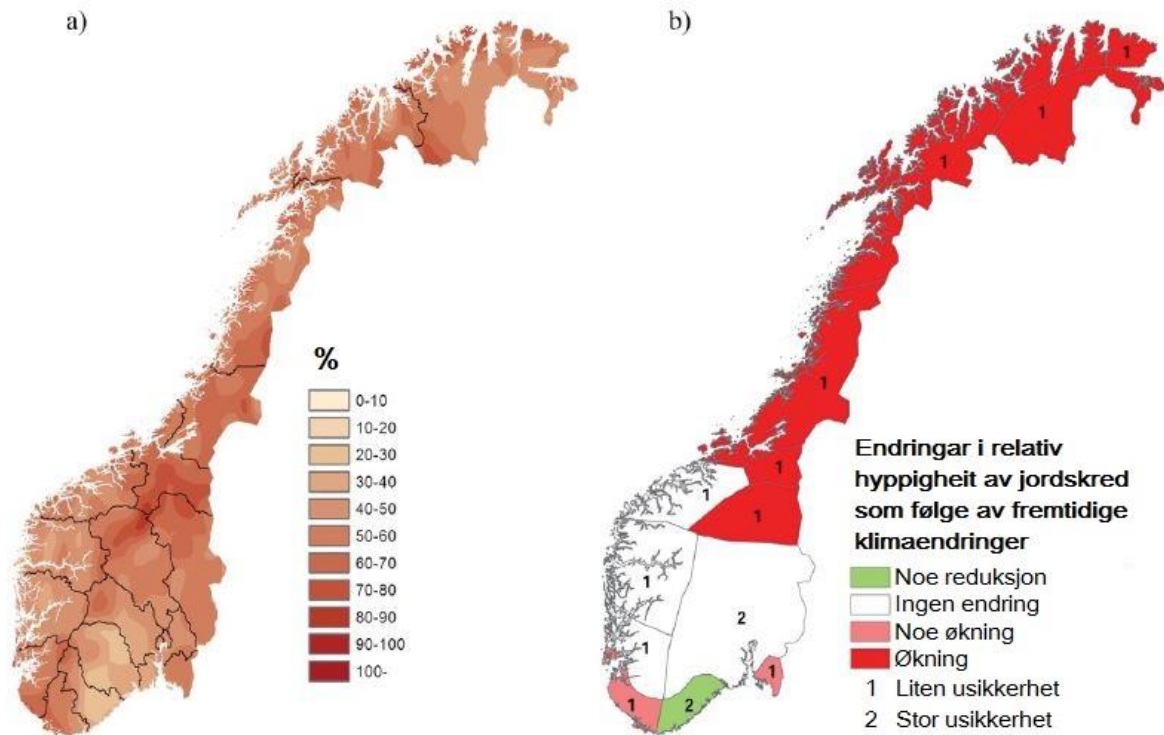 a)
%
0-10
10-20
20-30
30-40
40-50
50-60
60-70
70-80
80-90
90-100
100-
b)
1
1
1
1
1
1
1
1
2
1
1
1
2
Endringar i relativ
hyppigheit av jordskred
som følge av fremtidige
klimaendringer
Noe reduksjon
Ingen endring
Noe økning
Økning
1 Liten usikkerhet
2 Stor usikkerhet